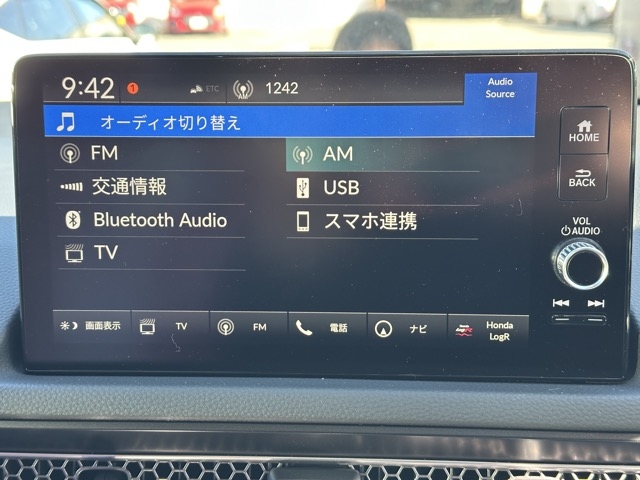 9:42 1 ETC AM 1242
Audio
Source
オーディオ切り替え
FM
AM
交通情報
USB
Bluetooth Audio
スマホ連携
TV
画面表示
TV
FM
電話
ナビ
Honda
LogR
HOME
BACK
VOL
AUDIO